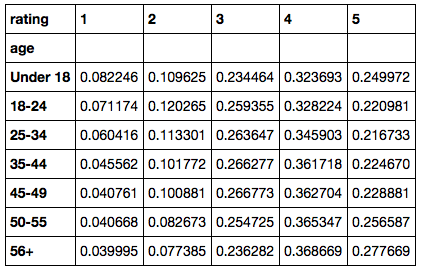 rating 1 2 3 4 5
age
Under 18 0.082246 0.109625 0.234464 0.323693 0.249972
18-24 0.071174 0.120265 0.259355 0.328224 0.220981
25-34 0.060416 0.113301 0.263647 0.345903 0.216733
35-44 0.045562 0.101772 0.266277 0.361718 0.224670
45-49 0.040761 0.100881 0.266773 0.362704 0.228881
50-55 0.040668 0.082673 0.254725 0.365347 0.256587
56+ 0.039995 0.077385 0.236282 0.368669 0.277669